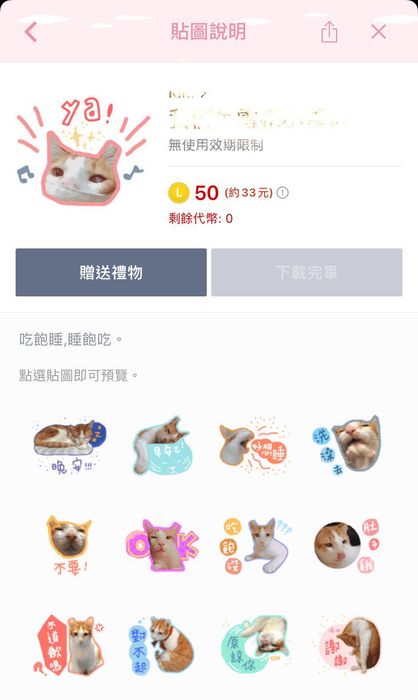 貼圖說明
ya!
無使用效期限制
L 50 (約33元)
剩餘代幣: 0
贈送禮物
下載完畢
吃飽睡,睡飽吃。
點選貼圖即可預覽。
z z
晚安!!!
早安ㄜ!
好想睡
洗澡去
不要!
OK
吃飽沒
???
肚子餓
不道歉嗎
對不起
原諒你
謝謝